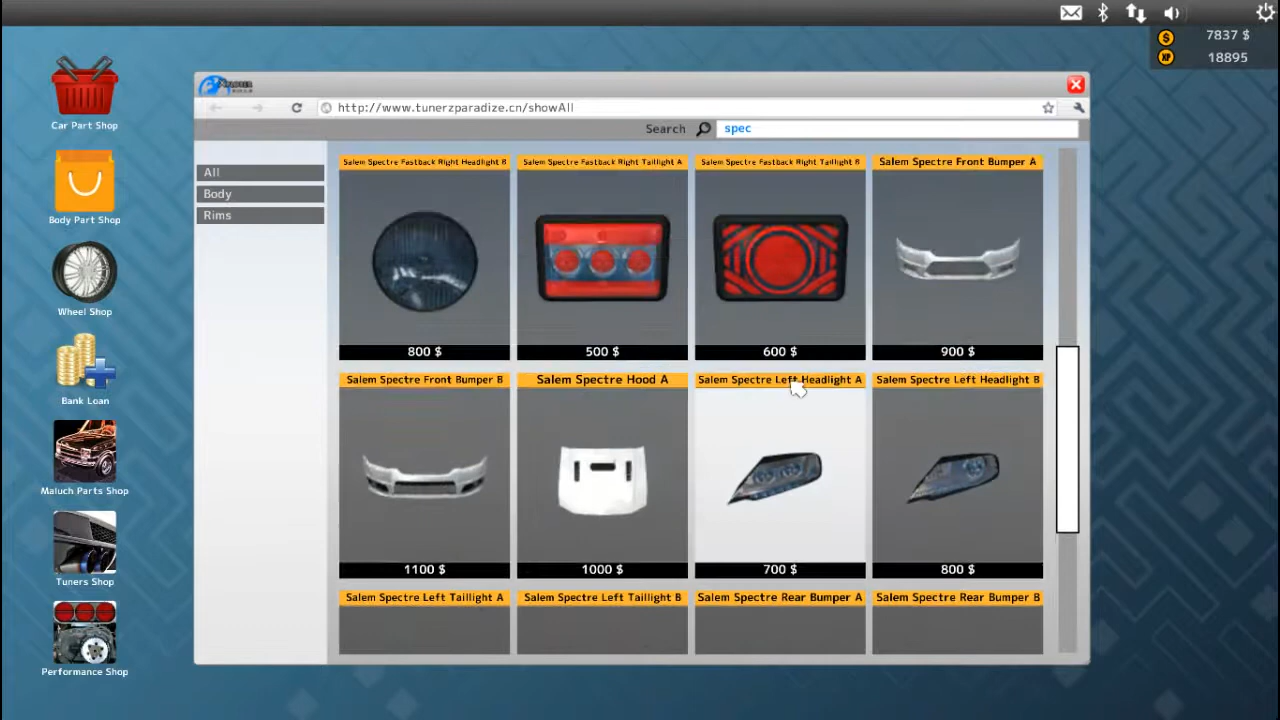 7837 $
18895
Car Part Shop
Body Part Shop
Wheel Shop
Bank Loan
Maluch Parts Shop
Tuners Shop
Performance Shop
http://www.tunerzparadize.cn/showAll
Search
spec
All
Body
Rims
Salem Spectre Fastback Right Headlight B
Salem Spectre Fastback Right Taillight A
Salem Spectre Fastback Right Taillight B
Salem Spectre Front Bumper A
800 $
500 $
600 $
900 $
Salem Spectre Front Bumper B
Salem Spectre Hood A
Salem Spectre Left Headlight A
Salem Spectre Left Headlight B
1100 $
1000 $
700 $
800 $
Salem Spectre Left Taillight A
Salem Spectre Left Taillight B
Salem Spectre Rear Bumper A
Salem Spectre Rear Bumper B